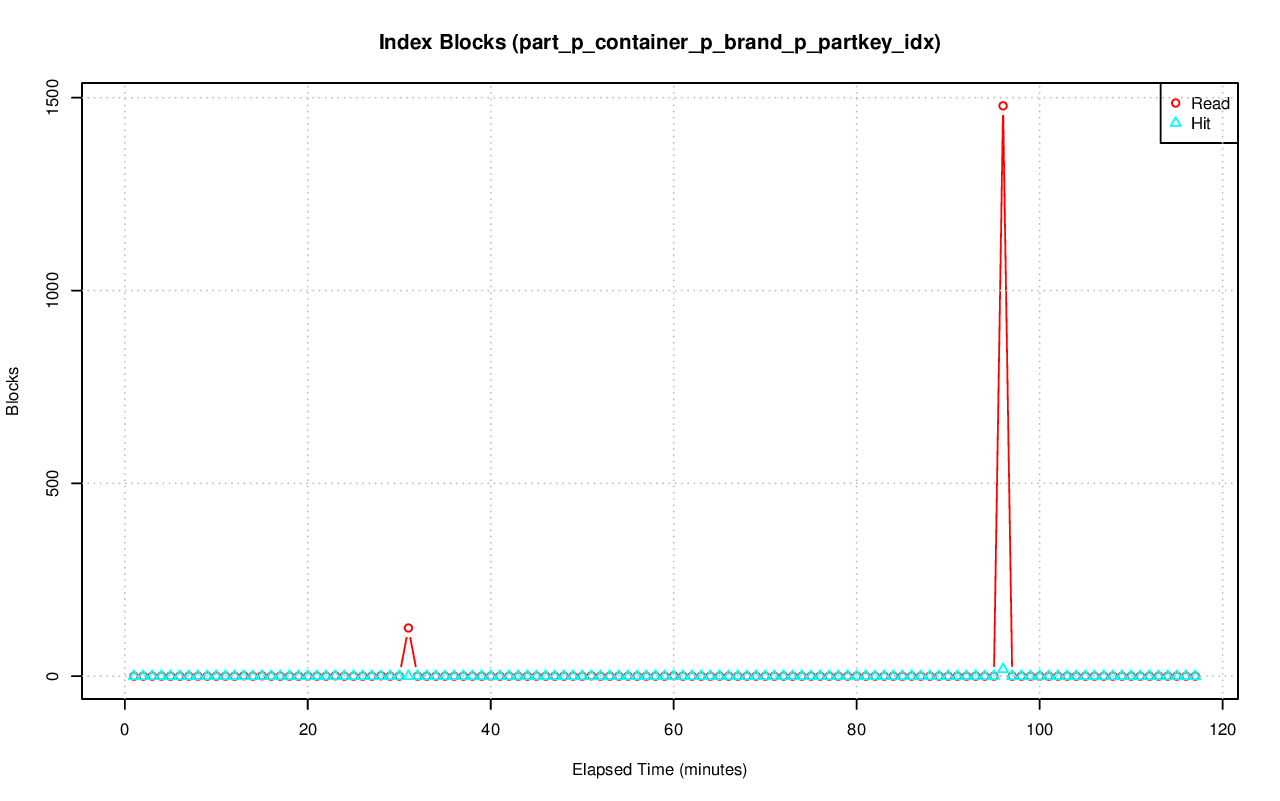 Index Blocks (part_p_container_p_brand_p_partkey_idx)
Read
Hit
1500
1000
500
0
Blocks
0 20 40 60 80 100 120
Elapsed Time (minutes)